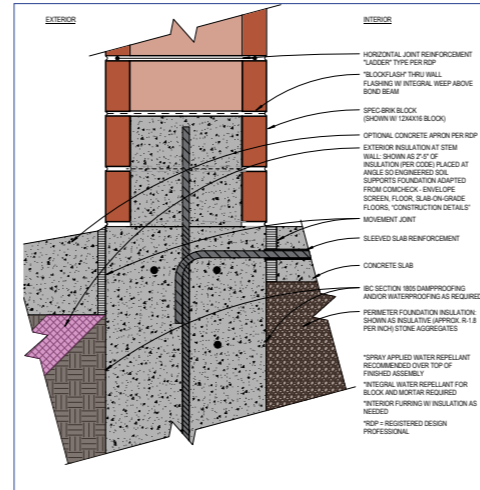 EXTERIOR
INTERIOR
HORIZONTAL JOINT REINFORCEMENT
"LADDER" TYPE PER RDP
"BLOCKFLASH" THRU WALL
FLASHING W/ INTEGRAL WEEP ABOVE
BOND BEAM
SPEC-BRIK BLOCK
(SHOWN W/ 12X4X16 BLOCK)
OPTIONAL CONCRETE APRON PER RDP
EXTERIOR INSULATION AT STEM
WALL: SHOWN AS 2'-5" OF
INSULATION (PER CODE) PLACED AT
ANGLE SO ENGINEERED SOIL
SUPPORTS FOUNDATION ADAPTED
FROM COMCHECK - ENVELOPE
SCREEN, FLOOR, SLAB-ON-GRADE
FLOORS, "CONSTRUCTION DETAILS"
MOVEMENT JOINT
SLEEVED SLAB REINFORCEMENT
CONCRETE SLAB
IBC SECTION 1805 DAMPPROOFING
AND/OR WATERPROOFING AS REQUIRED
PERIMETER FOUNDATION INSULATION:
SHOWN AS INSULATIVE (APPROX. R-1.8
PER INCH) STONE AGGREGATES
*SPRAY APPLIED WATER REPELLANT
RECOMMENDED OVER TOP OF
FINISHED ASSEMBLY
*INTEGRAL WATER REPELLANT FOR
BLOCK AND MORTAR REQUIRED
*INTERIOR FURRING W/ INSULATION AS
NEEDED
*RDP = REGISTERED DESIGN
PROFESSIONAL